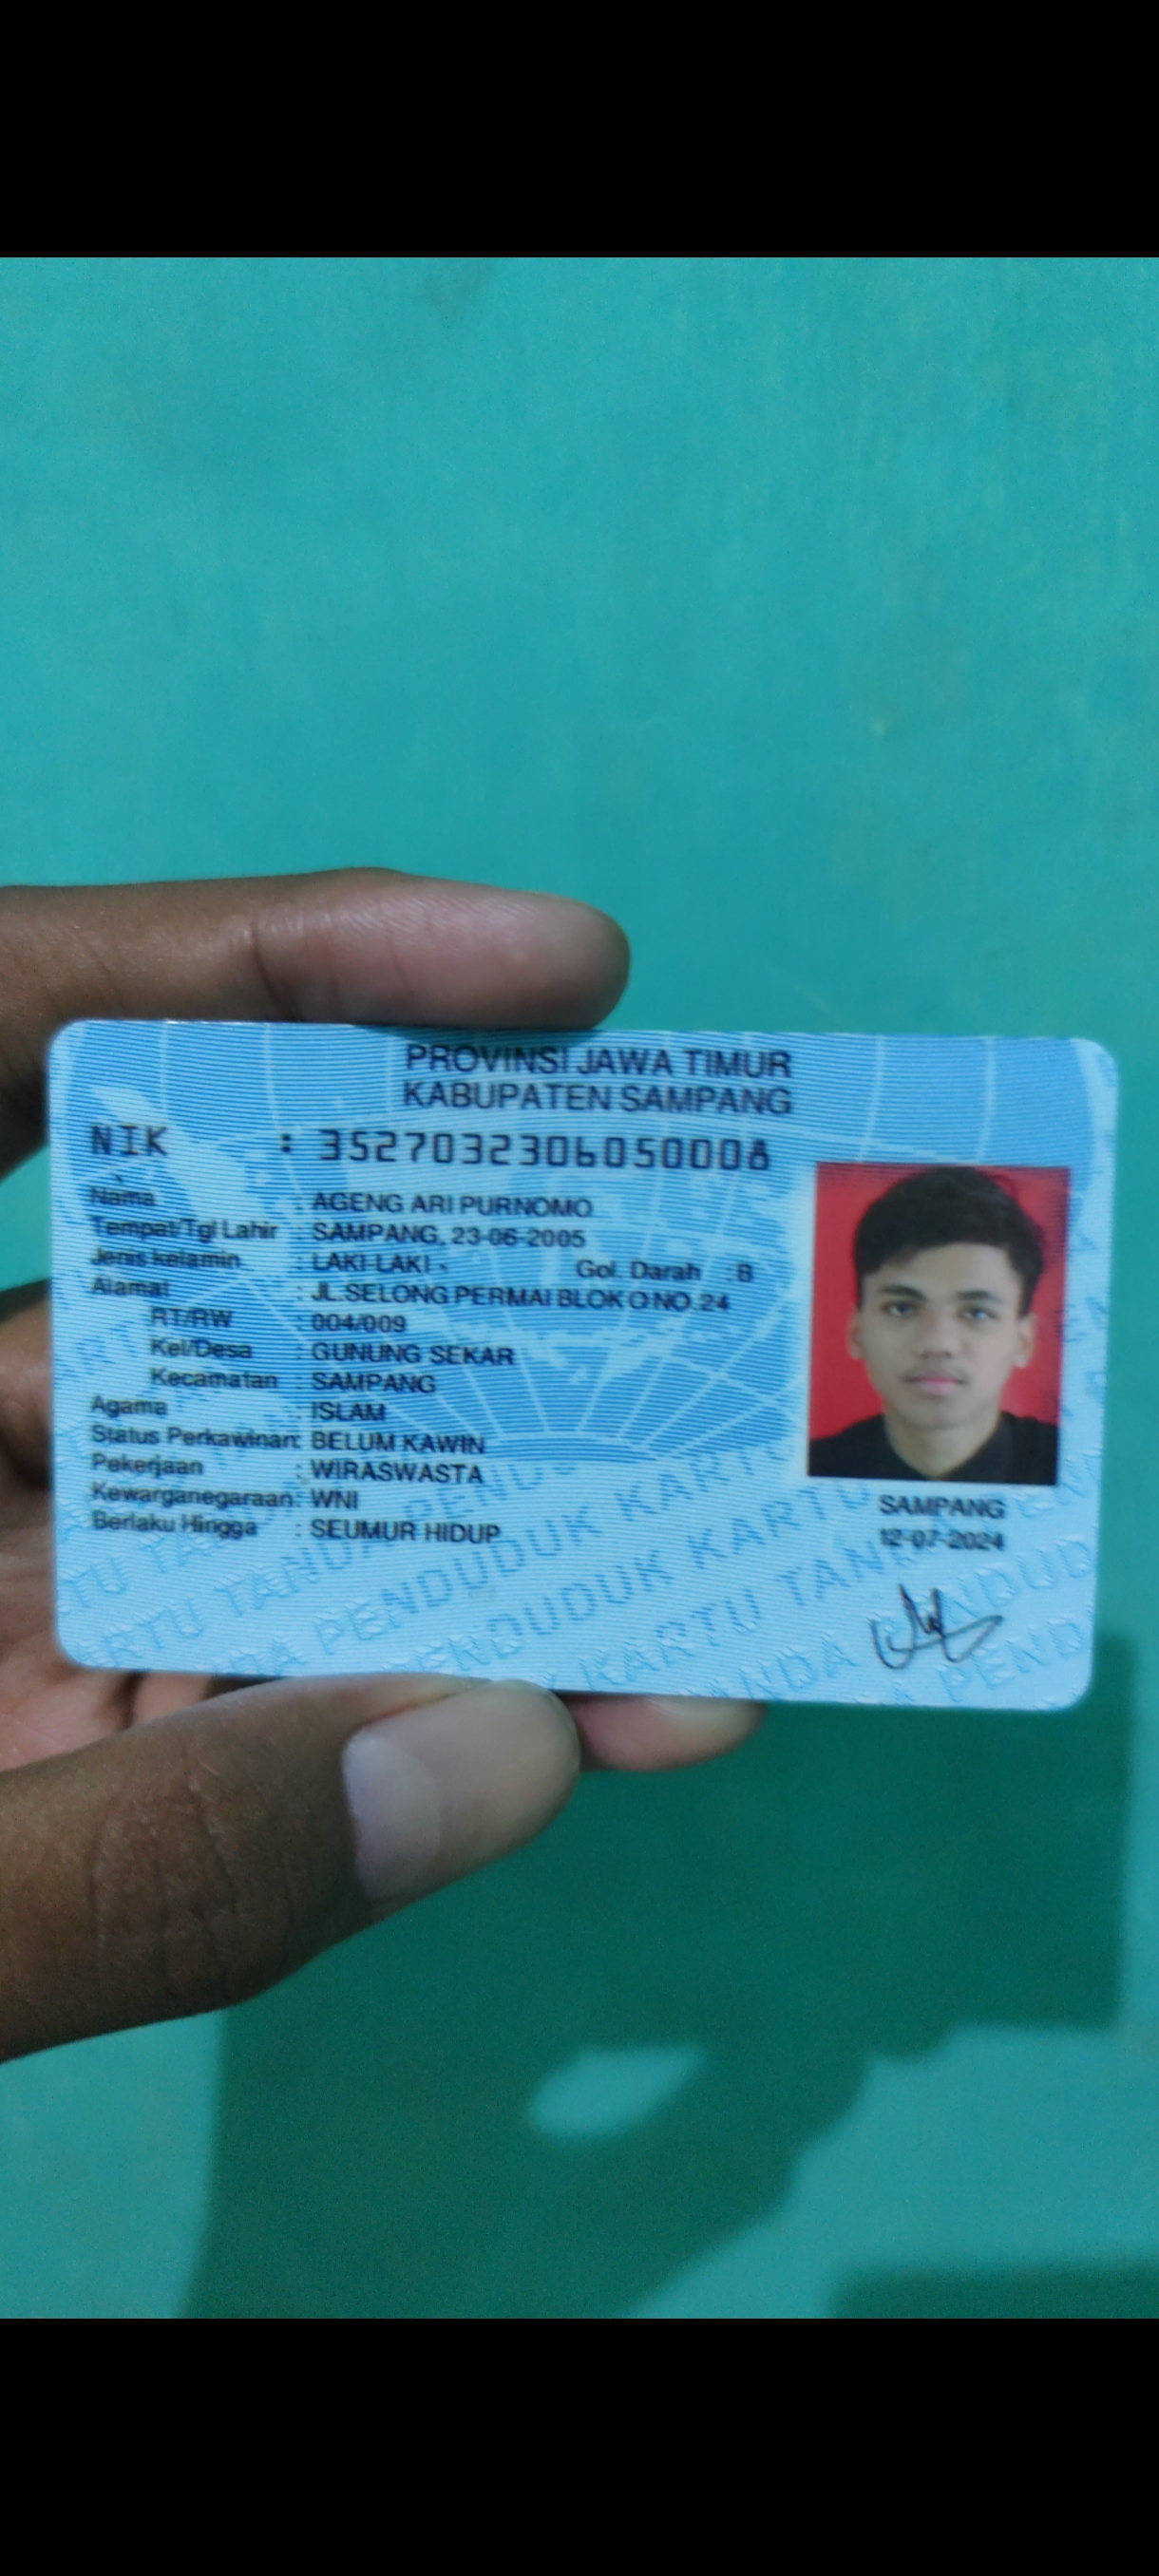 PROVINSI JAWA TIMUR
KABUPATEN SAMPANG
NIK : 3527032306050008
Nama : AGENG ARI PURNOMO
Tempat/Tgl Lahir : SAMPANG, 23-06-2005
Jenis kelamin : LAKI-LAKI Gol. Darah : B
Alamat : JL.SELONG PERMAI BLOK O NO.24
RT/RW : 004/009
Kel/Desa : GUNUNG SEKAR
Kecamatan : SAMPANG
Agama : ISLAM
Status Perkawinan: BELUM KAWIN
Pekerjaan : WIRASWASTA
Kewarganegaraan: WNI
Berlaku Hingga : SEUMUR HIDUP
SAMPANG
12-07-2024
KARTU TANDA PENDUDUK KARTU TANDA PENDUDUK